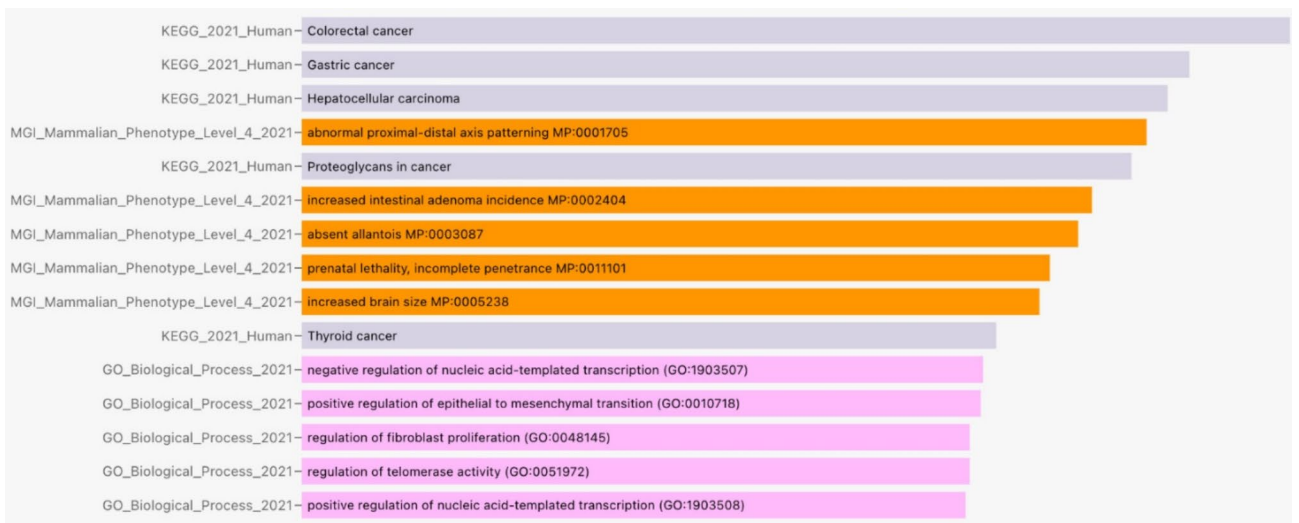 KEGG_2021_Human Colorectal cancer
KEGG_2021_Human Gastric cancer
KEGG_2021_Human Hepatocellular carcinoma
MGI_Mammalian_Phenotype_Level_4_2021 abnormal proximal-distal axis patterning MP:0001705
KEGG_2021_Human Proteoglycans in cancer
MGI_Mammalian_Phenotype_Level_4_2021 increased intestinal adenoma incidence MP:0002404
MGI_Mammalian_Phenotype_Level_4_2021 absent allantois MP:0003087
MGI_Mammalian_Phenotype_Level_4_2021 prenatal lethality, incomplete penetrance MP:0011101
MGI_Mammalian_Phenotype_Level_4_2021 increased brain size MP:0005238
KEGG_2021_Human Thyroid cancer
GO_Biological_Process_2021 negative regulation of nucleic acid-templated transcription (GO:1903507)
GO_Biological_Process_2021 positive regulation of epithelial to mesenchymal transition (GO:0010718)
GO_Biological_Process_2021 regulation of fibroblast proliferation (GO:0048145)
GO_Biological_Process_2021 regulation of telomerase activity (GO:0051972)
GO_Biological_Process_2021 positive regulation of nucleic acid-templated transcription (GO:1903508)